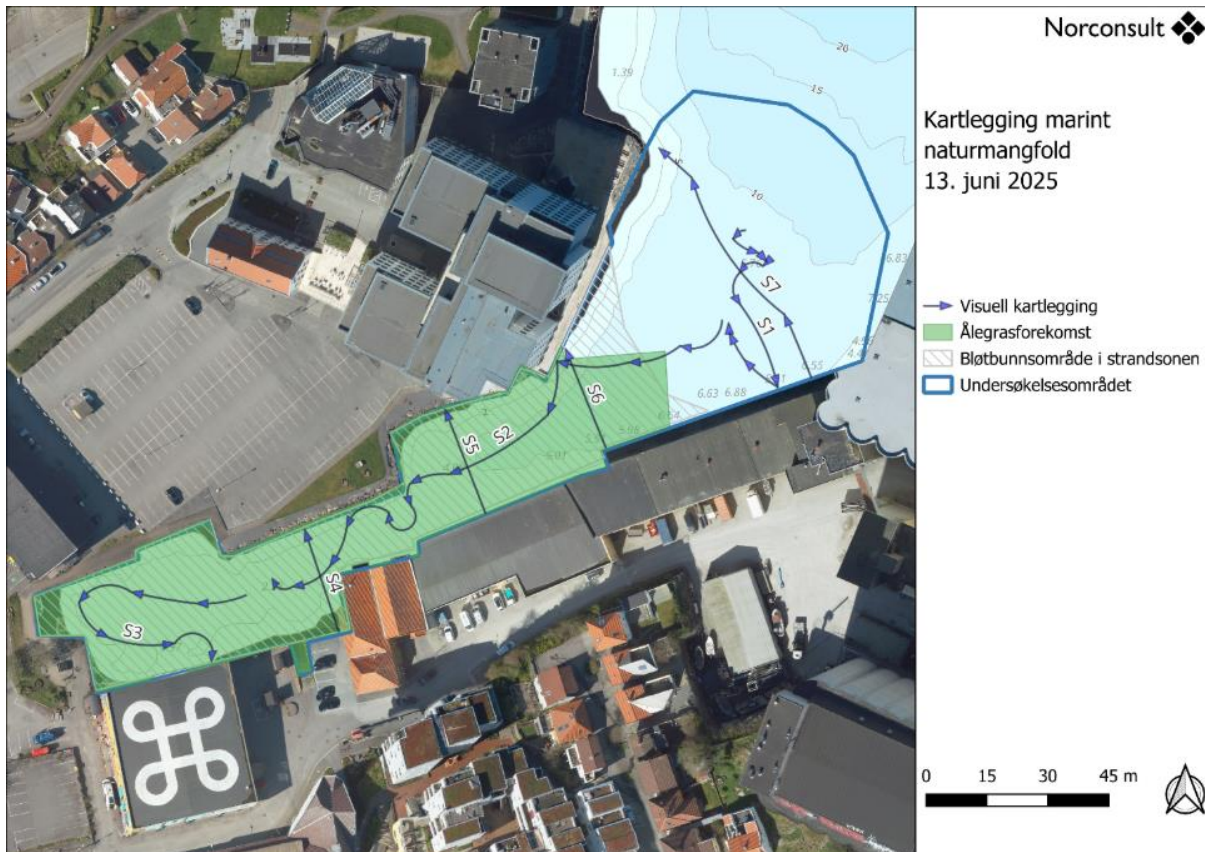 Norconsult
Kartlegging marint
naturmangfold
13. juni 2025
Visuell kartlegging
Ålegrasforekomst
Bløtbunnsområde i strandsonen
Undersøkelsesområdet
0 15 30 45 m
20
15
1.39
5
10
6.83
7.25
S7
S1
6.55
6.63 6.88
6.64
S6
S2
S5
S4
S3